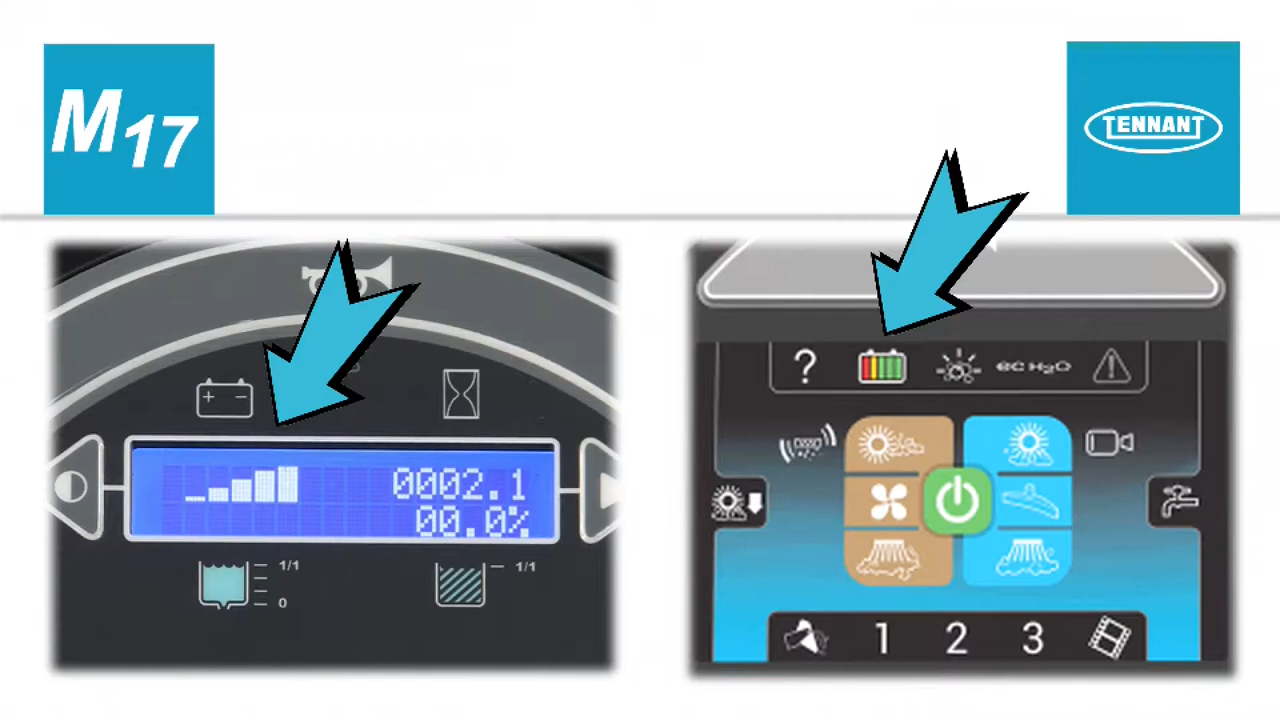 M17
TENNANT
+ −
0002.1
00.0%
1/1
0
1/1
?
ec H2O
1 2 3